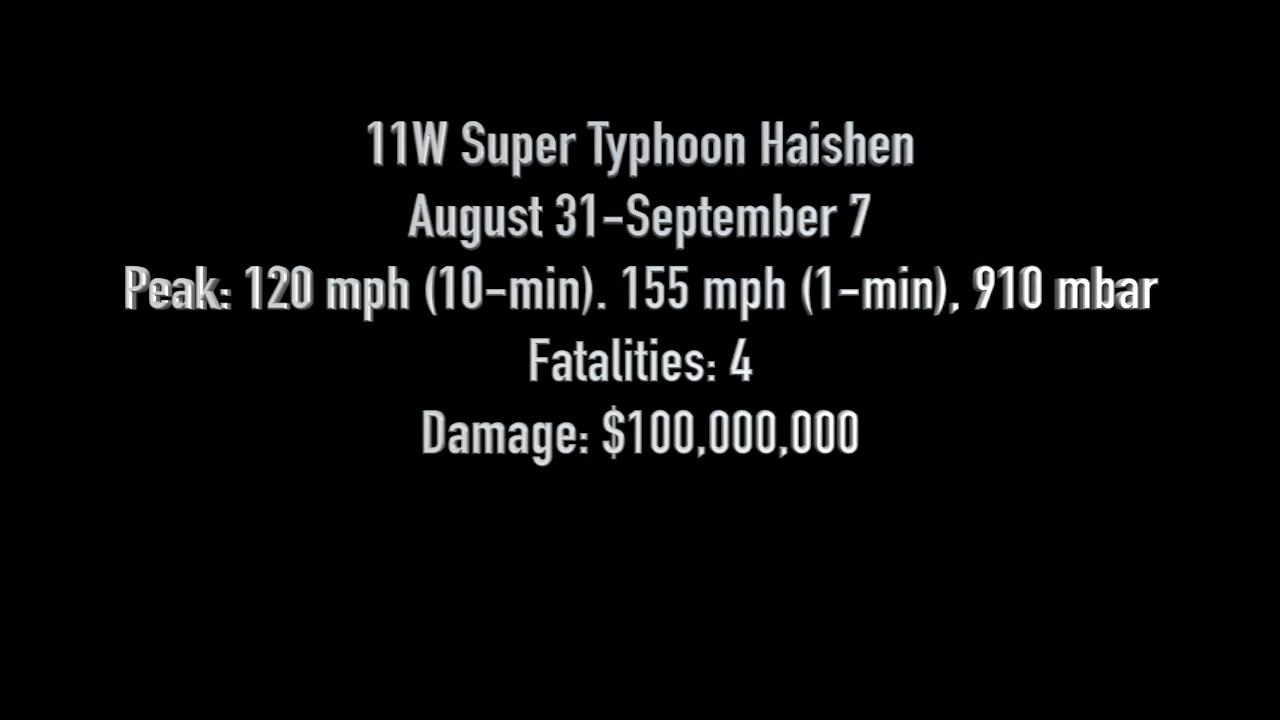 11W Super Typhoon Haishen
August 31-September 7
Peak: 120 mph (10-min). 155 mph (1-min), 910 mbar
Fatalities: 4
Damage: $100,000,000